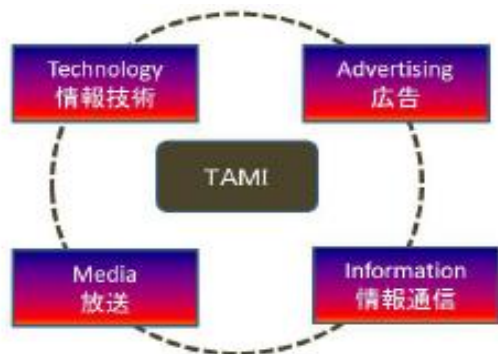 Technology
情報技術
Advertising
広告
TAMI
Media
放送
Information
情報通信